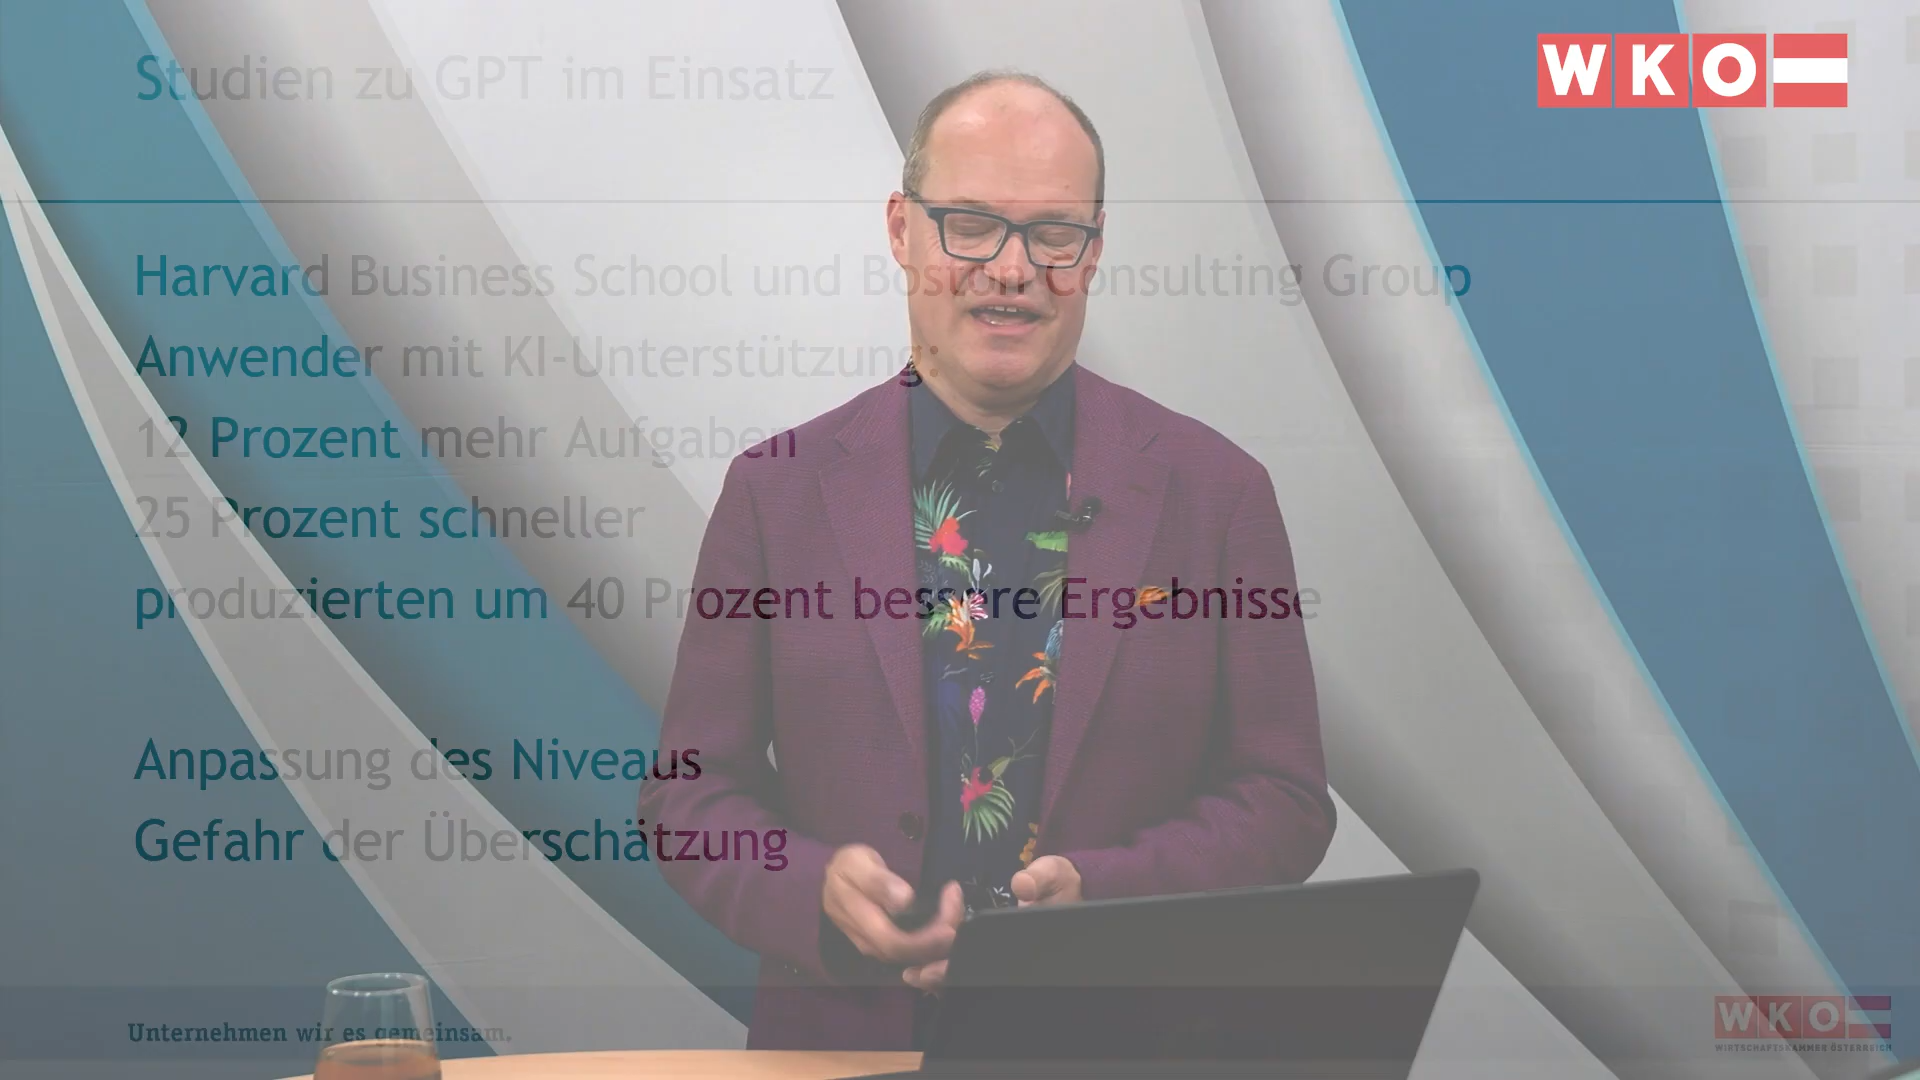 WKO
Studien zu GPT im Einsatz
Harvard Business School und Boston Consulting Group
Anwender mit KI-Unterstützung:
12 Prozent mehr Aufgaben
25 Prozent schneller
produzierten um 40 Prozent bessere Ergebnisse
Anpassung des Niveaus
Gefahr der Überschätzung
Unternehmen wir es gemeinsam.
WKO
WIRTSCHAFTSKAMMER ÖSTERREICH